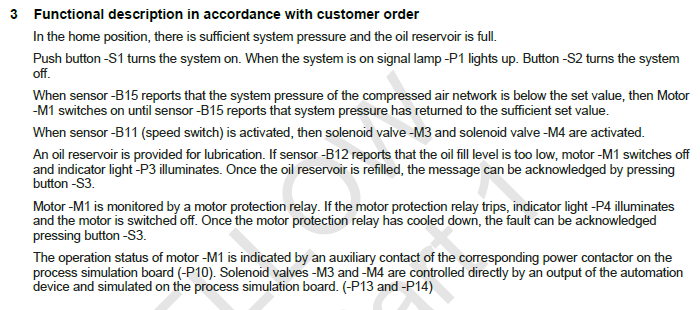 3 Functional description in accordance with customer order
In the home position, there is sufficient system pressure and the oil reservoir is full.
Push button -S1 turns the system on. When the system is on signal lamp -P1 lights up. Button -S2 turns the system
off.
When sensor -B15 reports that the system pressure of the compressed air network is below the set value, then Motor
-M1 switches on until sensor -B15 reports that system pressure has returned to the sufficient set value.
When sensor -B11 (speed switch) is activated, then solenoid valve -M3 and solenoid valve -M4 are activated.
An oil reservoir is provided for lubrication. If sensor -B12 reports that the oil fill level is too low, motor -M1 switches off
and indicator light -P3 illuminates. Once the oil reservoir is refilled, the message can be acknowledged by pressing
button -S3.
Motor -M1 is monitored by a motor protection relay. If the motor protection relay trips, indicator light -P4 illuminates
and the motor is switched off. Once the motor protection relay has cooled down, the fault can be acknowledged
pressing button -S3.
The operation status of motor -M1 is indicated by an auxiliary contact of the corresponding power contactor on the
process simulation board (-P10). Solenoid valves -M3 and -M4 are controlled directly by an output of the automation
device and simulated on the process simulation board. (-P13 and -P14)